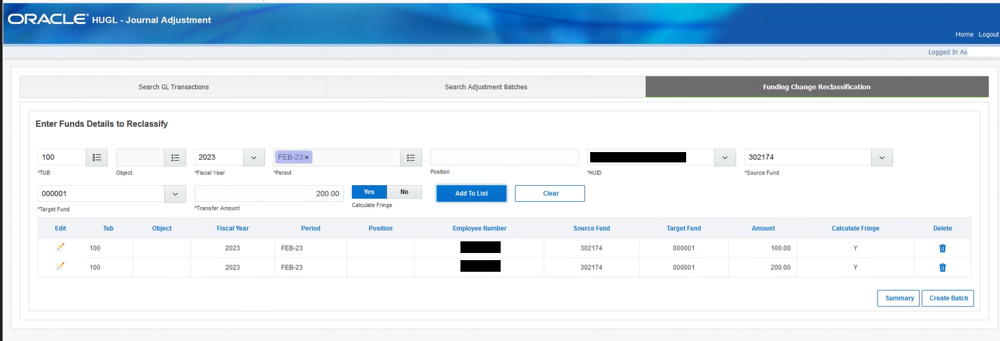 ORACLE® HUGL - Journal Adjustment
Home Logout
Logged In As
Search GL Transactions Search Adjustment Batches Funding Change Reclassification
Enter Funds Details to Reclassify
100 2023 FEB-23 × 302174
*TUB Object *Fiscal Year *Period Position *HUID *Source Fund
000001 200.00 Yes No Add To List Clear
*Target Fund *Transfer Amount Calculate Fringe
Edit Tub Object Fiscal Year Period Position Employee Number Source Fund Target Fund Amount Calculate Fringe Delete
100 2023 FEB-23 302174 000001 100.00 Y
100 2023 FEB-23 302174 000001 200.00 Y
Summary Create Batch